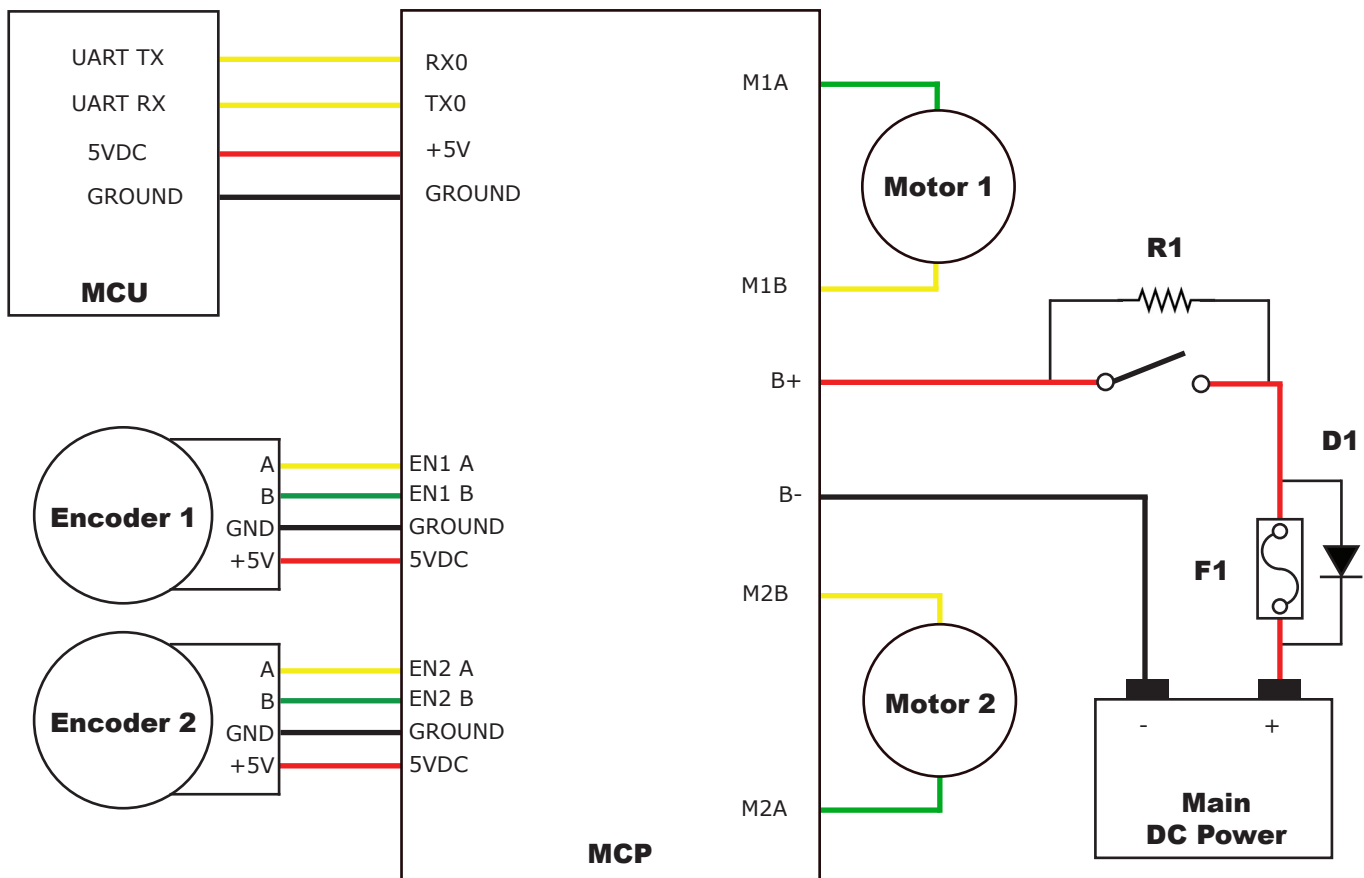 UART TX
UART RX
5VDC
GROUND
MCU
RX0
TX0
+5V
GROUND
M1A
Motor 1
M1B
R1
B+
D1
B-
F1
A
B
GND
+5V
Encoder 1
EN1 A
EN1 B
GROUND
5VDC
M2B
Motor 2
M2A
A
B
GND
+5V
Encoder 2
EN2 A
EN2 B
GROUND
5VDC
-
+
Main
DC Power
MCP